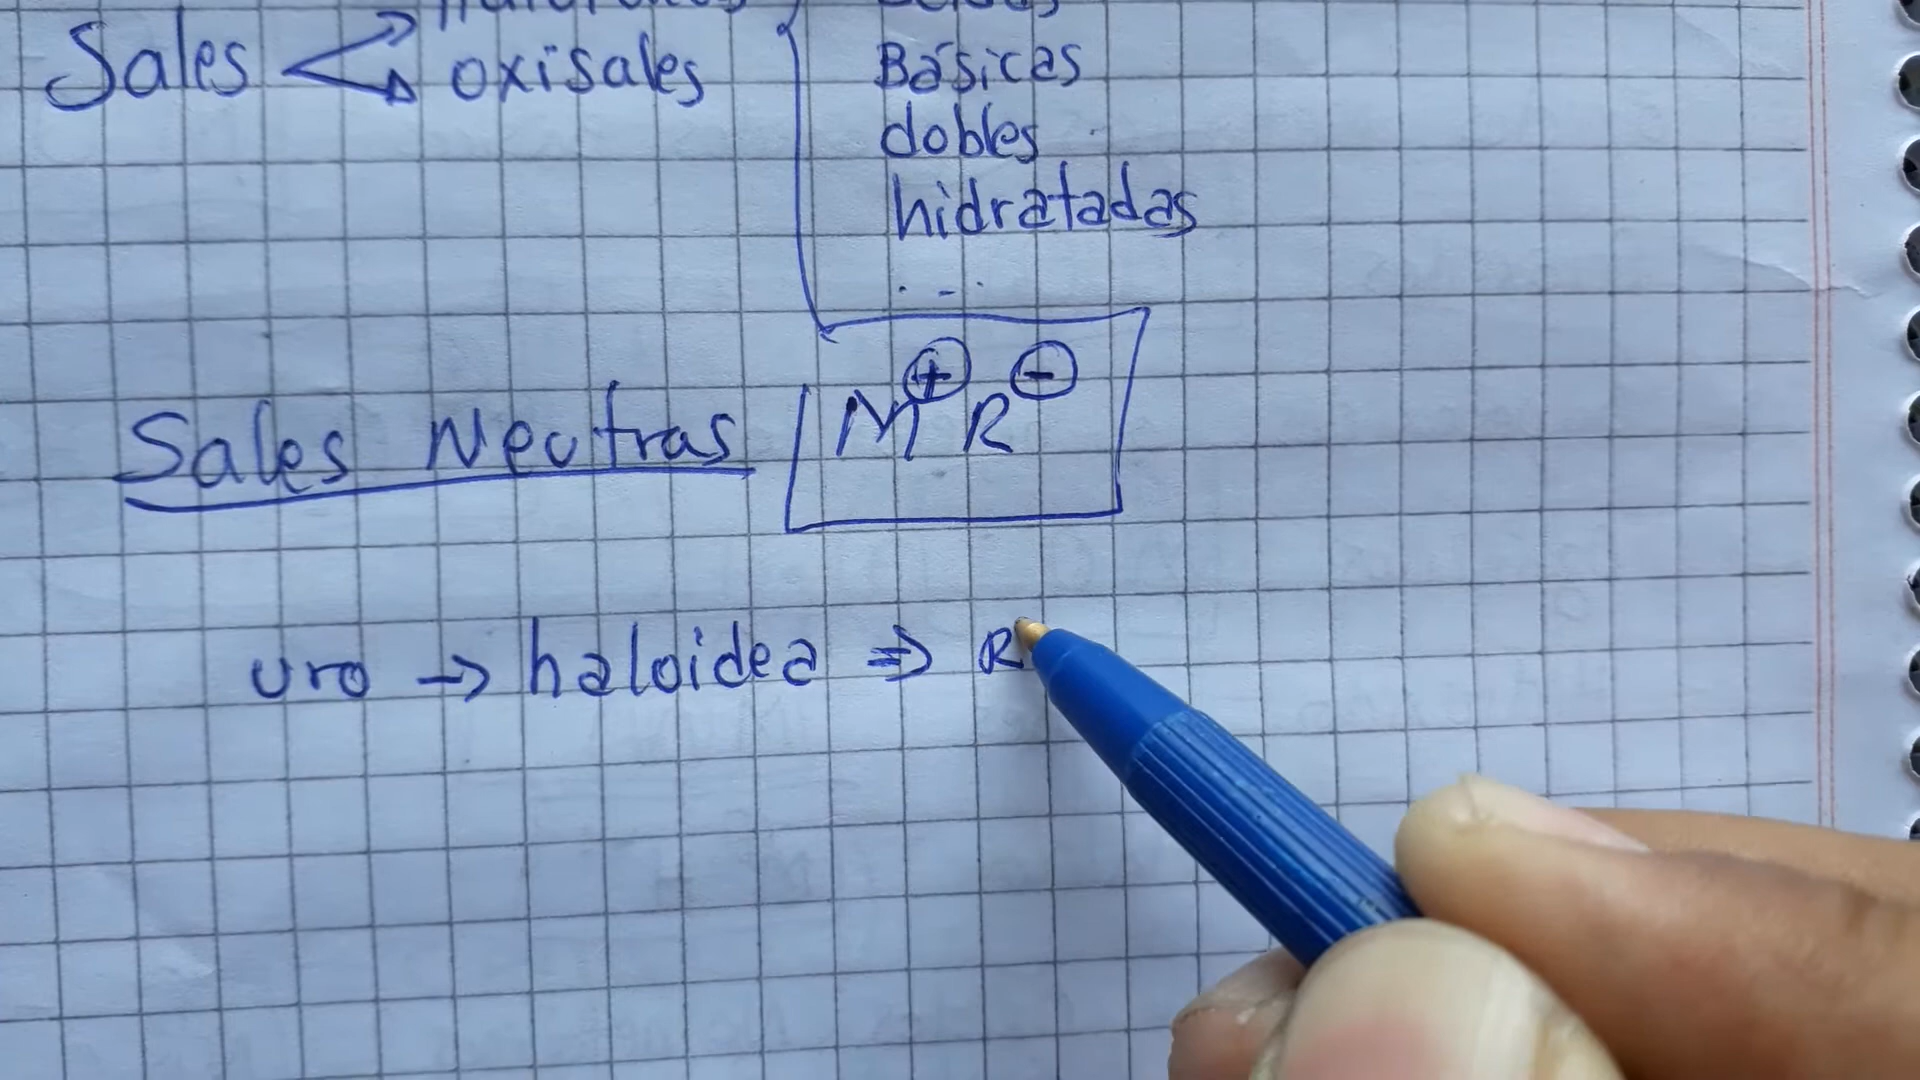 Sales
oxisales
Básicas
dobles
hidratadas
...
Sales Neutras M⊕ R⊖
uro → haloidea ⇒ R